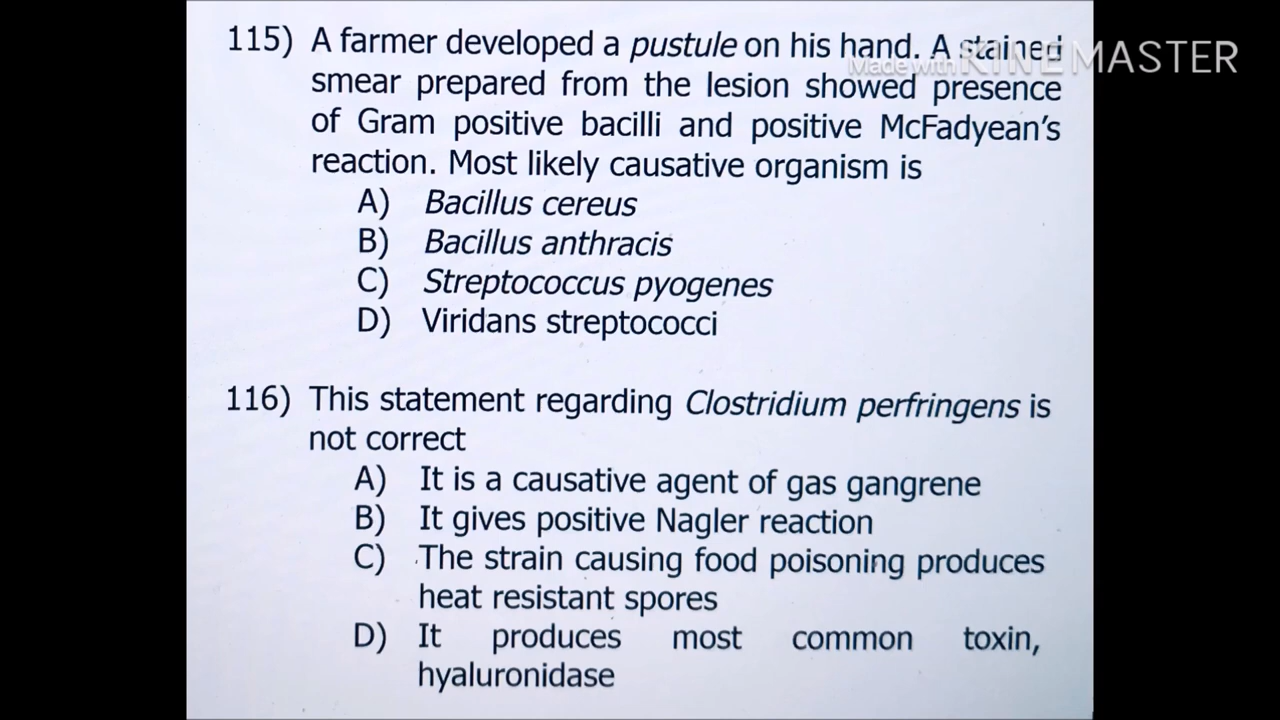 Made with KINEMASTER
115) A farmer developed a pustule on his hand. A stained
smear prepared from the lesion showed presence
of Gram positive bacilli and positive McFadyean's
reaction. Most likely causative organism is
A) Bacillus cereus
B) Bacillus anthracis
C) Streptococcus pyogenes
D) Viridans streptococci
116) This statement regarding Clostridium perfringens is
not correct
A) It is a causative agent of gas gangrene
B) It gives positive Nagler reaction
C) The strain causing food poisoning produces
heat resistant spores
D) It produces most common toxin,
hyaluronidase